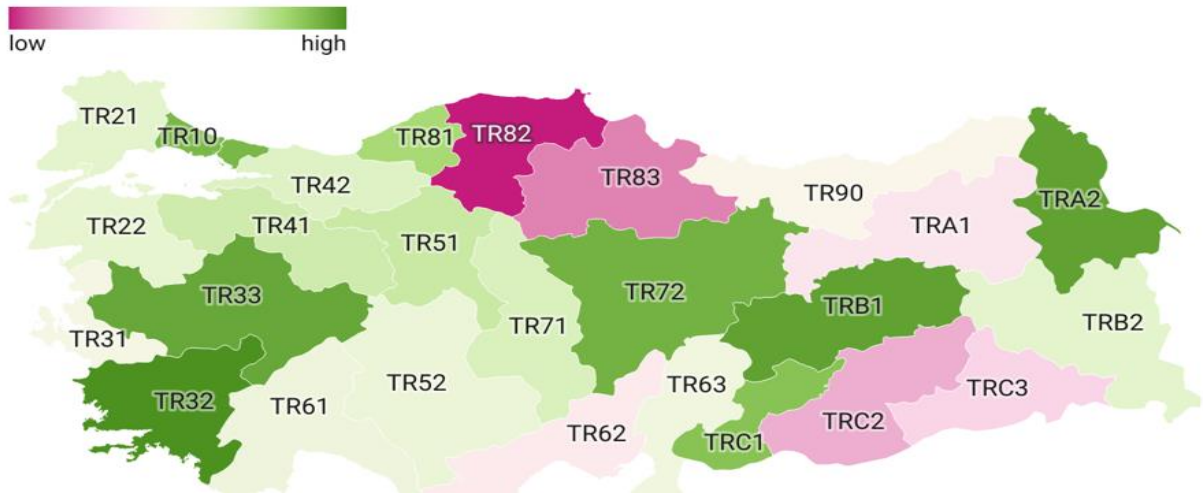 low high
TR21
TR10
TR81
TR82
TR83
TR42
TR90
TRA2
TR22
TR41
TR51
TRA1
TR33
TR72
TRB1
TR31
TR71
TRB2
TR32
TR61
TR52
TR63
TRC3
TR62
TRC1
TRC2